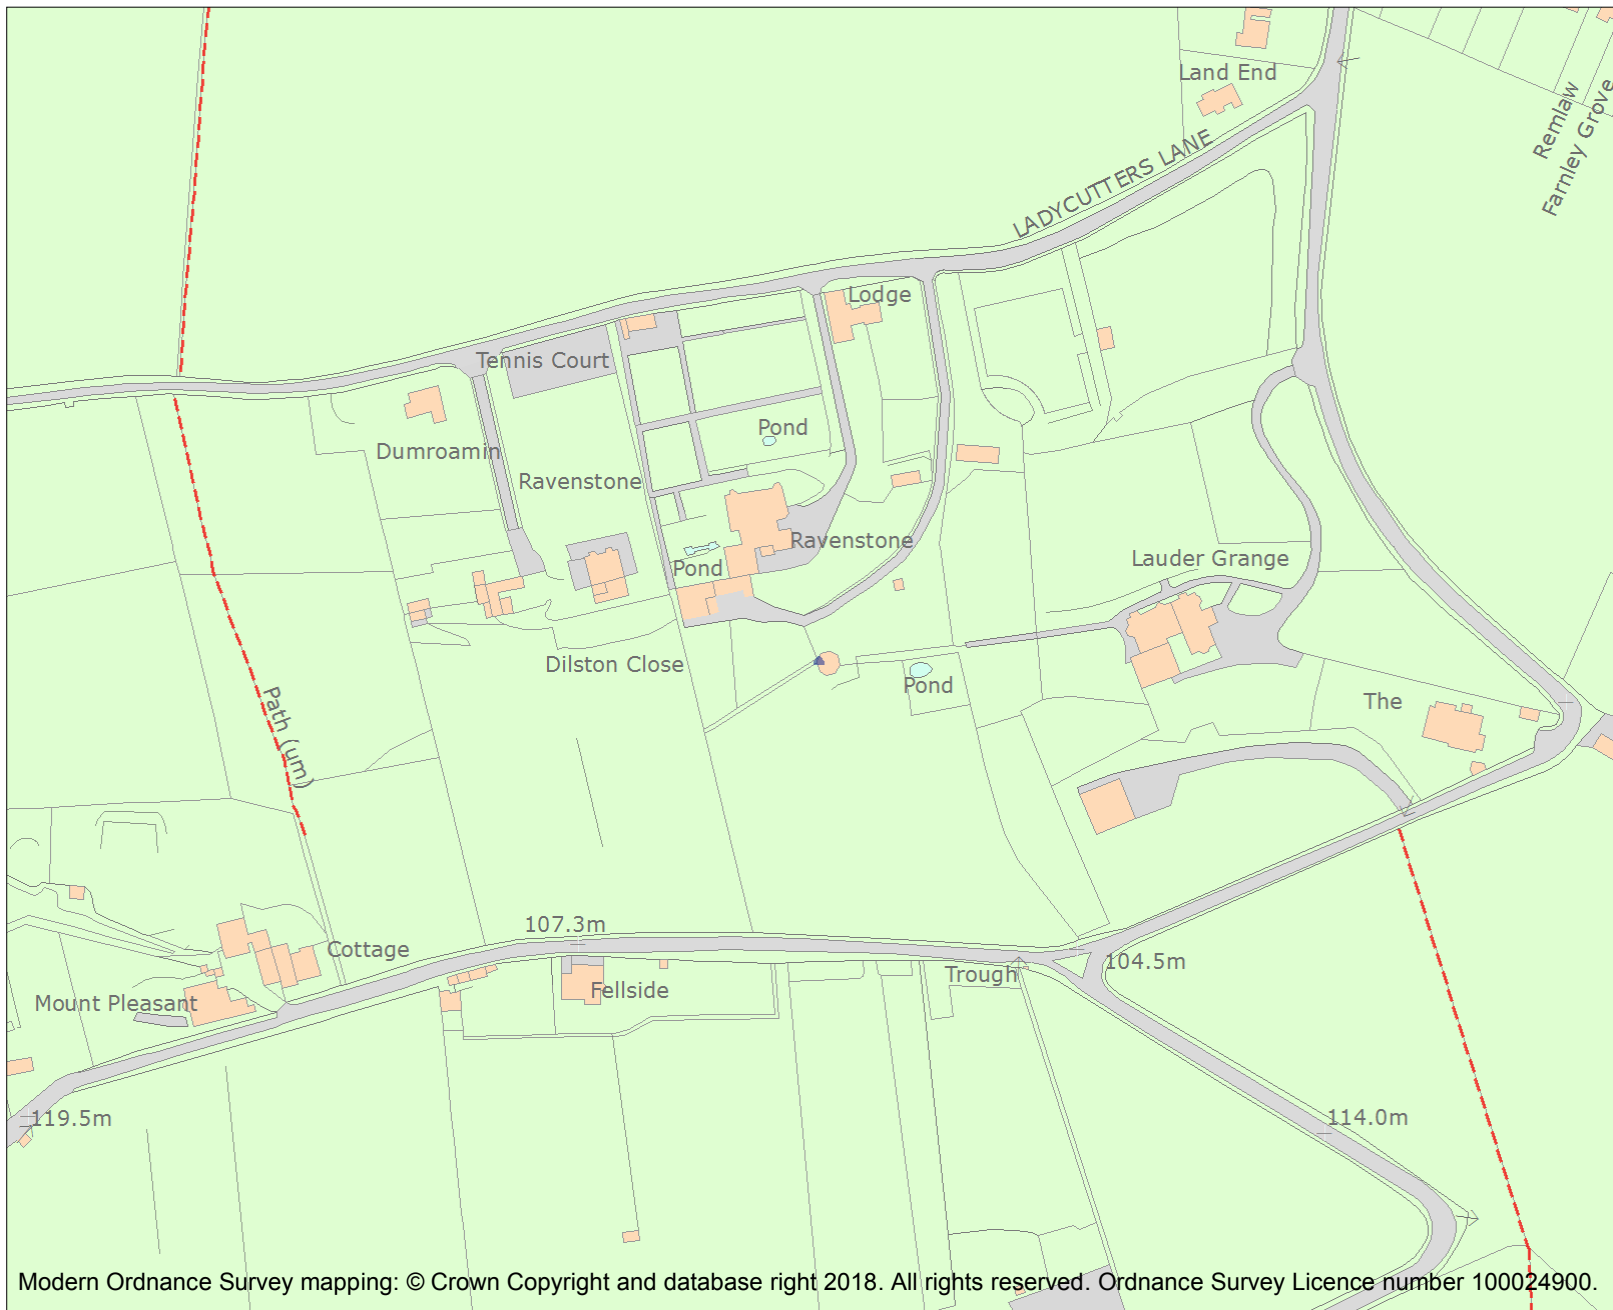 Land End
Remlaw
Farnley Grove
LADYCUTTERS LANE
Lodge
Tennis Court
Pond
Dumroamin
Ravenstone
Ravenstone
Lauder Grange
Pond
Dilston Close
Pond
The
Path (um)
107.3m
Cottage
104.5m
Trough
Fellside
Mount Pleasant
119.5m
114.0m
Modern Ordnance Survey mapping: © Crown Copyright and database right 2018. All rights reserved. Ordnance Survey Licence number 100024900.